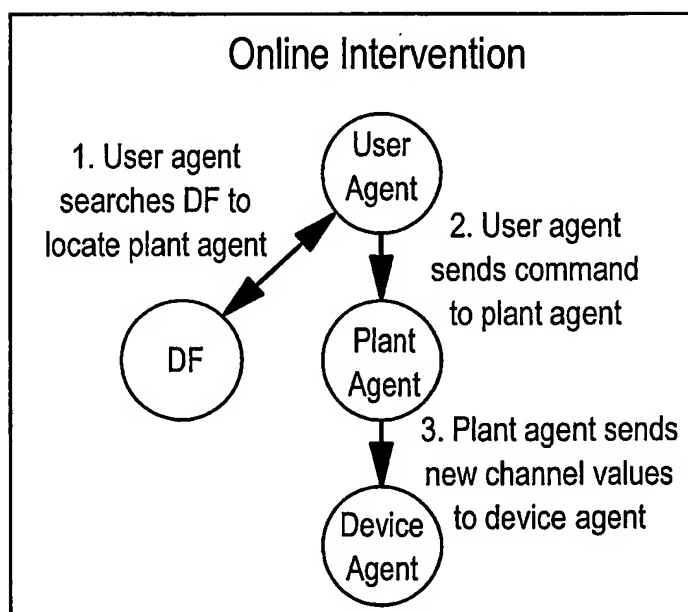 Online Intervention
1. User agent
searches DF to
locate plant agent
User
Agent
2. User agent
sends command
to plant agent
DF
Plant
Agent
3. Plant agent sends
new channel values
to device agent
Device
Agent